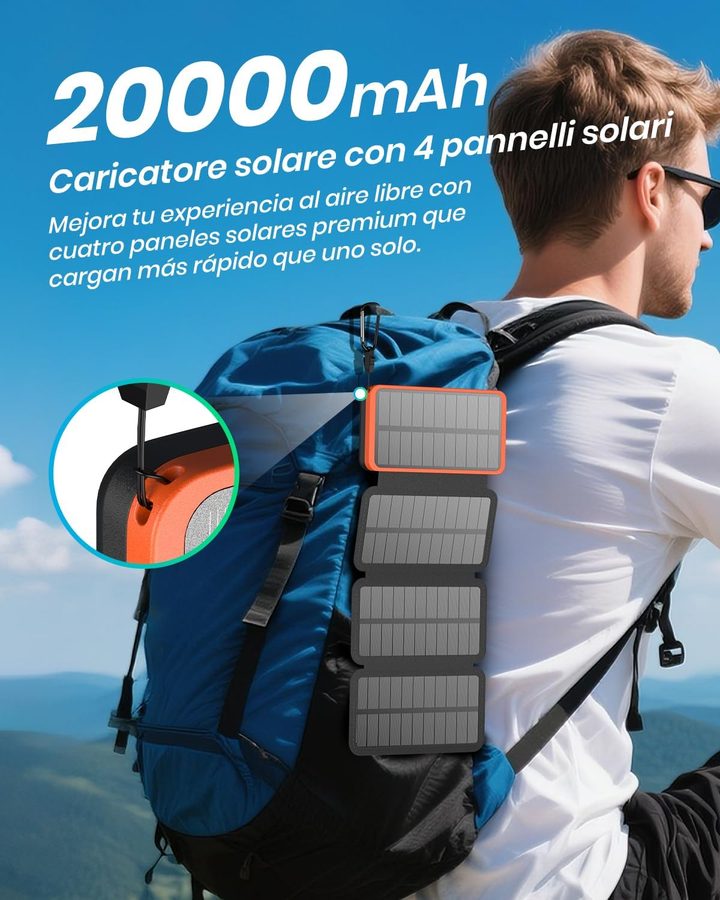 20000mAh
Caricatore solare con 4 pannelli solari
Mejora tu experiencia al aire libre con
cuatro paneles solares premium que
cargan más rápido que uno solo.